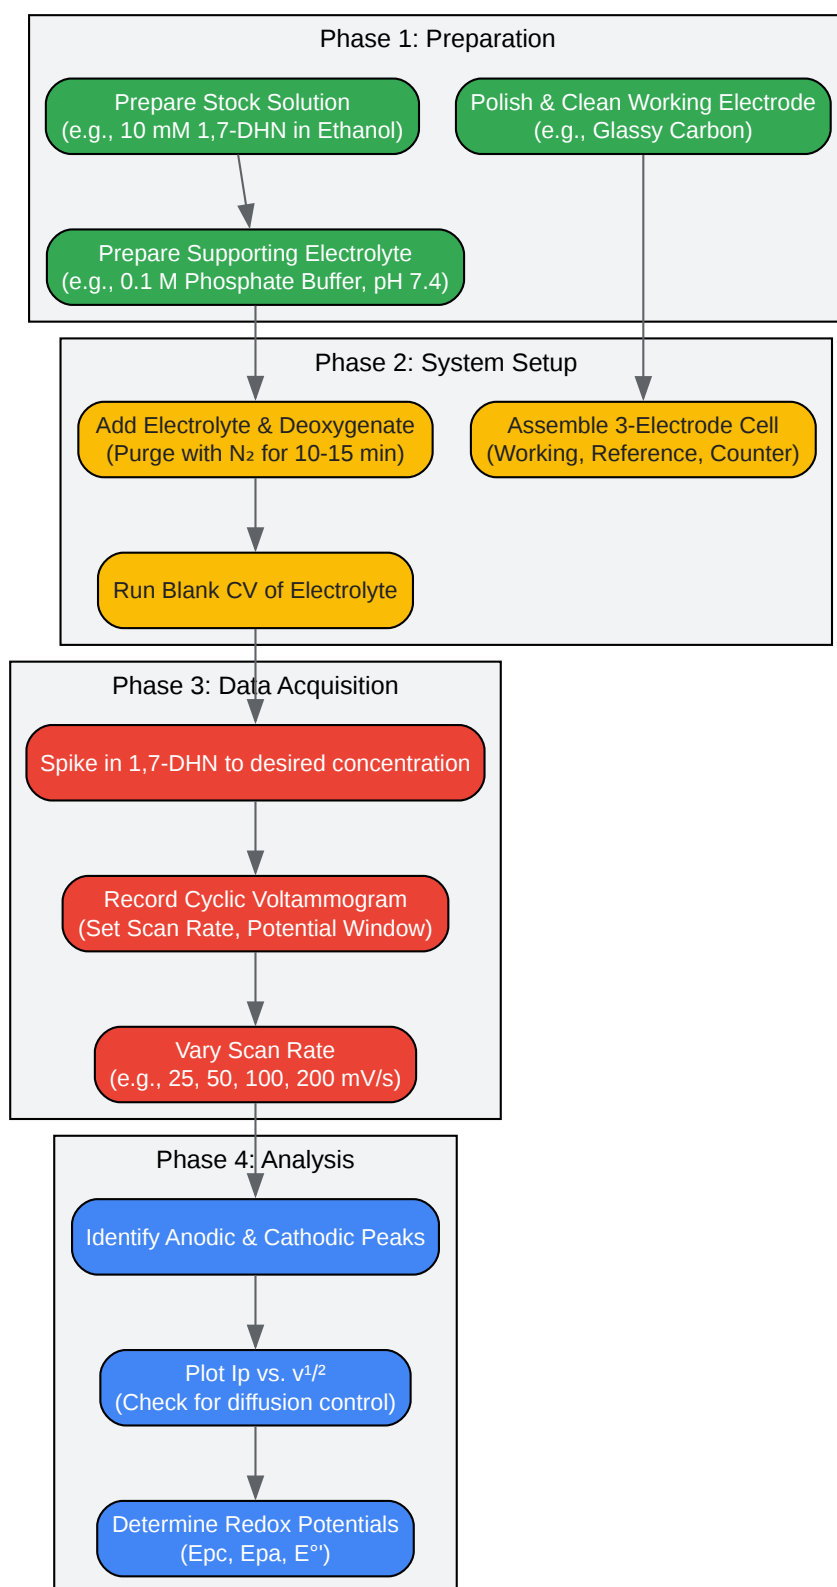 Phase 1: Preparation
Prepare Stock Solution
(e.g., 10 mM 1,7-DHN in Ethanol)
Polish & Clean Working Electrode
(e.g., Glassy Carbon)
Prepare Supporting Electrolyte
(e.g., 0.1 M Phosphate Buffer, pH 7.4)
Phase 2: System Setup
Add Electrolyte & Deoxygenate
(Purge with N₂ for 10-15 min)
Assemble 3-Electrode Cell
(Working, Reference, Counter)
Run Blank CV of Electrolyte
Phase 3: Data Acquisition
Spike in 1,7-DHN to desired concentration
Record Cyclic Voltammogram
(Set Scan Rate, Potential Window)
Vary Scan Rate
(e.g., 25, 50, 100, 200 mV/s)
Phase 4: Analysis
Identify Anodic & Cathodic Peaks
Plot Ip vs. v¹/²
(Check for diffusion control)
Determine Redox Potentials
(Epc, Epa, E°')